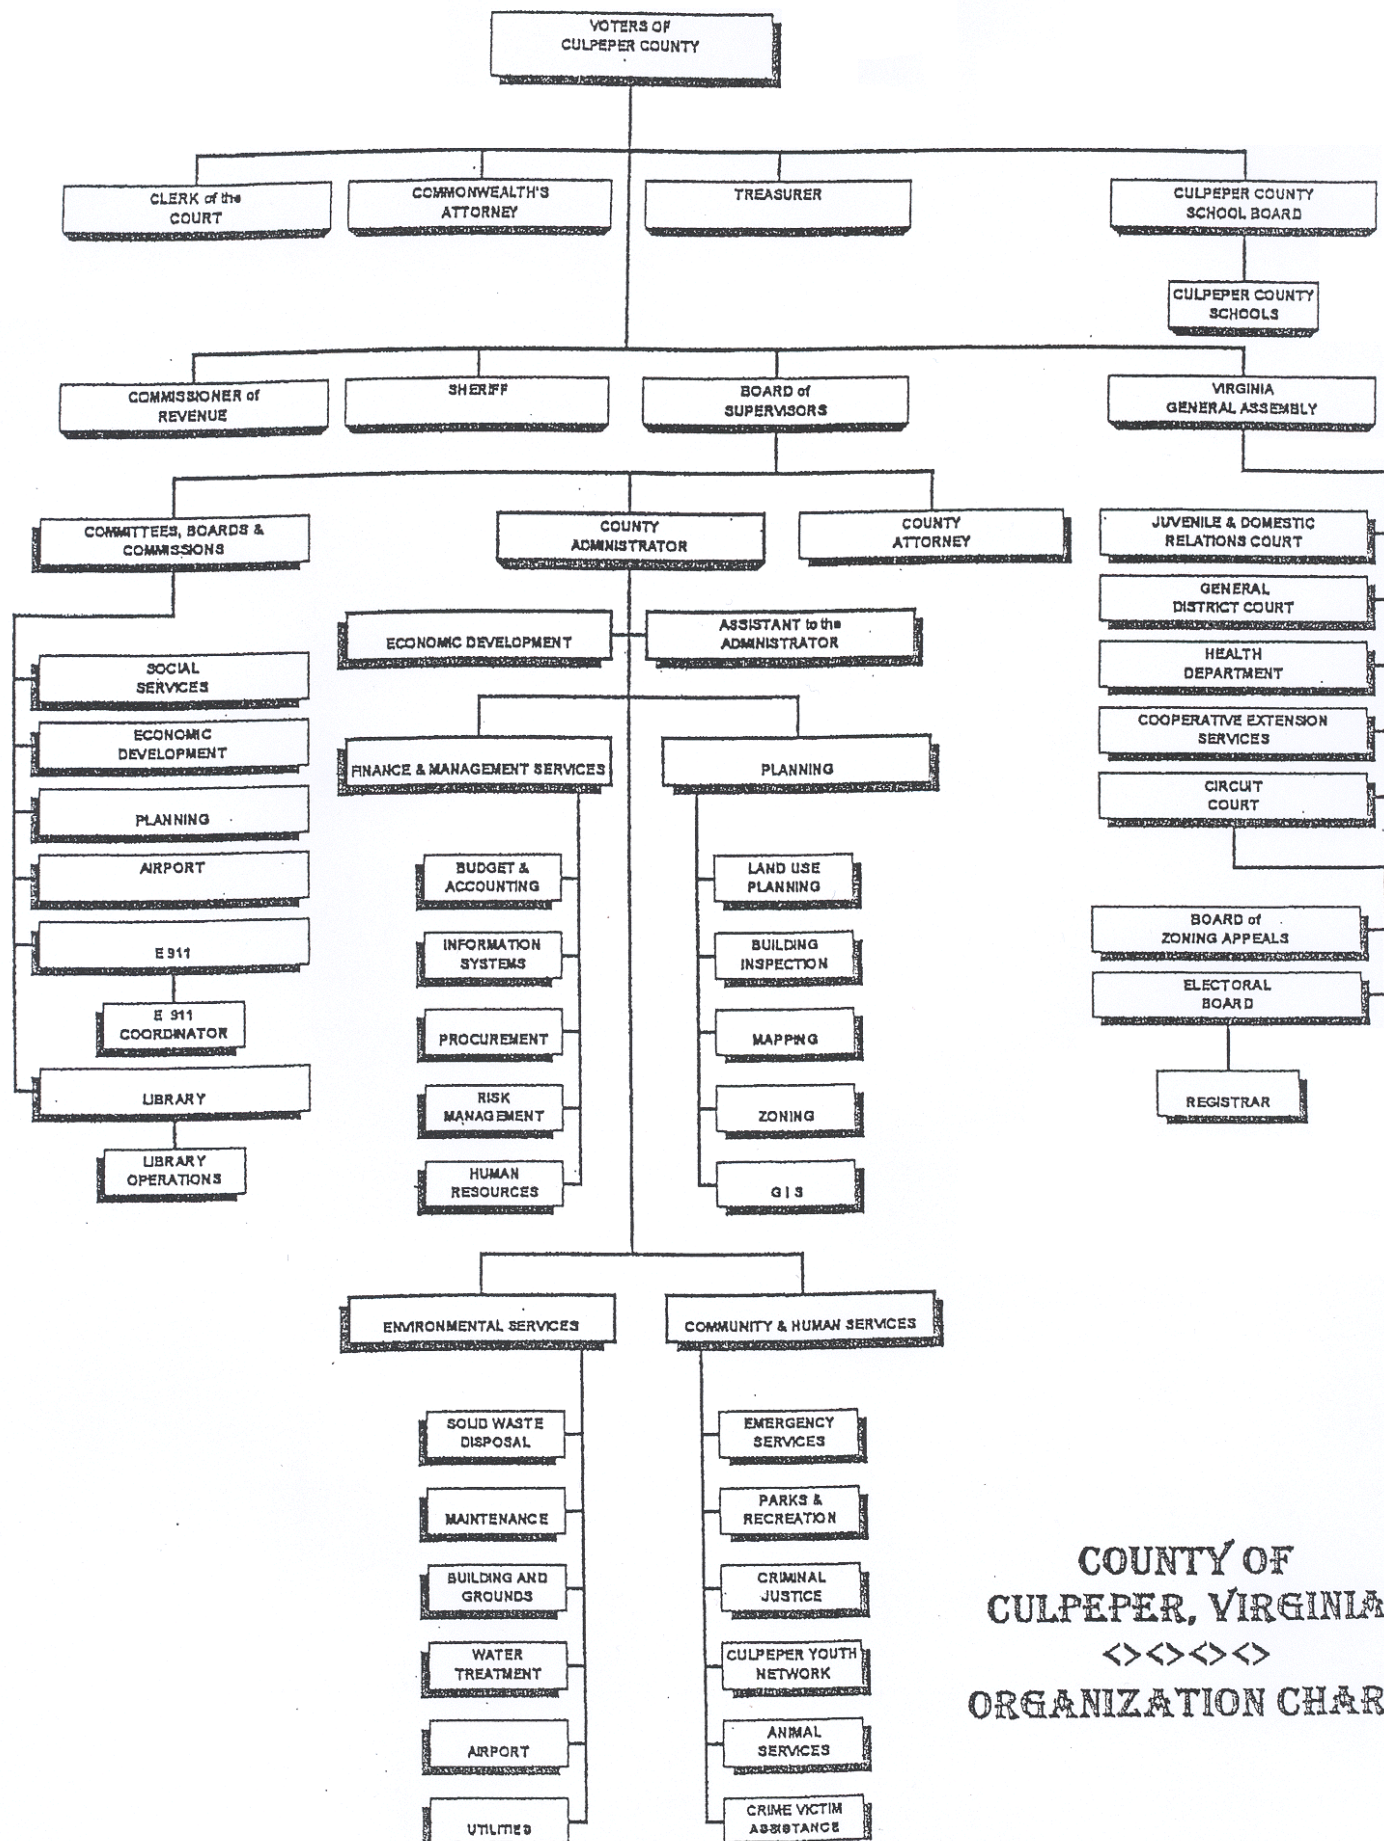 VOTERS OF
CULPEPER COUNTY
CLERK of the
COURT
COMMONWEALTH'S
ATTORNEY
TREASURER
CULPEPER COUNTY
SCHOOL BOARD
CULPEPER COUNTY
SCHOOLS
COMMISSIONER of
REVENUE
SHERIFF
BOARD of
SUPERVISORS
VIRGINIA
GENERAL ASSEMBLY
COMMITTEES, BOARDS &
COMMISSIONS
COUNTY
ADMINISTRATOR
COUNTY
ATTORNEY
JUVENILE & DOMESTIC
RELATIONS COURT
GENERAL
DISTRICT COURT
HEALTH
DEPARTMENT
COOPERATIVE EXTENSION
SERVICES
CIRCUIT
COURT
BOARD of
ZONING APPEALS
ELECTORAL
BOARD
REGISTRAR
ECONOMIC DEVELOPMENT
ASSISTANT to the
ADMINISTRATOR
SOCIAL
SERVICES
ECONOMIC
DEVELOPMENT
PLANNING
AIRPORT
E 911
E 911
COORDINATOR
LIBRARY
LIBRARY
OPERATIONS
FINANCE & MANAGEMENT SERVICES
PLANNING
BUDGET &
ACCOUNTING
INFORMATION
SYSTEMS
PROCUREMENT
RISK
MANAGEMENT
HUMAN
RESOURCES
LAND USE
PLANNING
BUILDING
INSPECTION
MAPPING
ZONING
G I S
ENVIRONMENTAL SERVICES
COMMUNITY & HUMAN SERVICES
SOLID WASTE
DISPOSAL
MAINTENANCE
BUILDING AND
GROUNDS
WATER
TREATMENT
AIRPORT
UTILITIES
EMERGENCY
SERVICES
PARKS &
RECREATION
CRIMINAL
JUSTICE
CULPEPER YOUTH
NETWORK
ANIMAL
SERVICES
CRIME VICTIM
ASSISTANCE
COUNTY OF
CULPEPER, VIRGINIA
<><><><>
ORGANIZATION CHAR